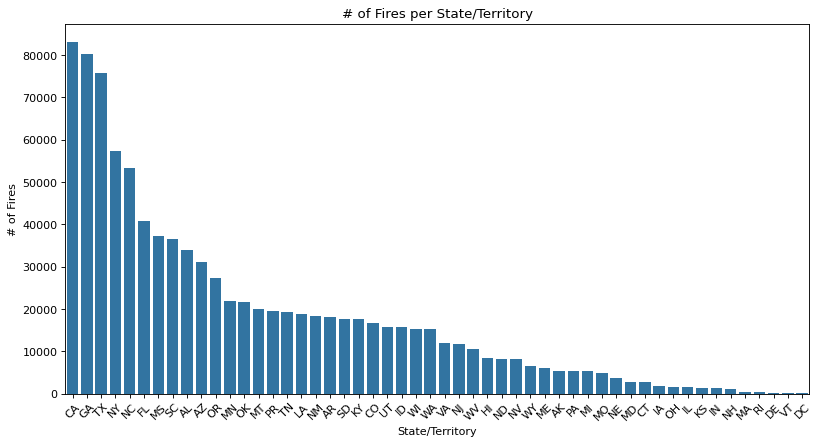 # of Fires per State/Territory
# of Fires
80000
70000
60000
50000
40000
30000
20000
10000
0
CA GA TX NY NC FL MS SC AL AZ OR MN OK MT PR TN LA NM AR SD KY CO UT ID WI WA VA NJ WV HI ND NV WY ME AK PA MI MO NE MD CT IA OH IL KS IN NH MA RI DE VT DC
State/Territory